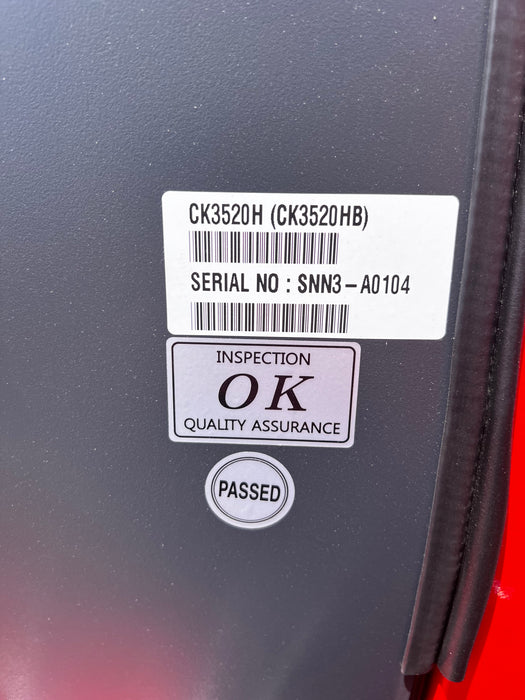 CK3520H (CK3520HB)
SERIAL NO : SNN3-A0104
INSPECTION
OK
QUALITY ASSURANCE
PASSED